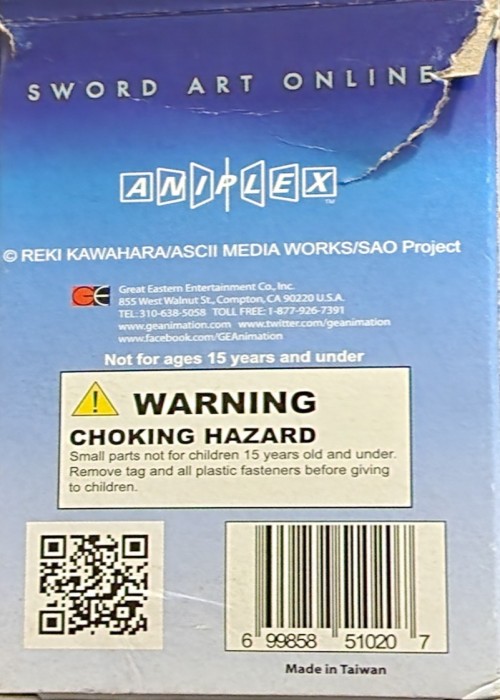 SWORD ART ONLINE
ANIPLEX™
© REKI KAWAHARA/ASCII MEDIA WORKS/SAO Project
GE
Great Eastern Entertainment Co., Inc.
855 West Walnut St., Compton, CA 90220 U.S.A.
TEL: 310-638-5058 TOLL FREE: 1-877-926-7391
www.geanimation.com www.twitter.com/geanimation
www.facebook.com/GEAnimation
Not for ages 15 years and under
! WARNING
CHOKING HAZARD
Small parts not for children 15 years old and under.
Remove tag and all plastic fasteners before giving
to children.
6 99858 51020 7
Made in Taiwan